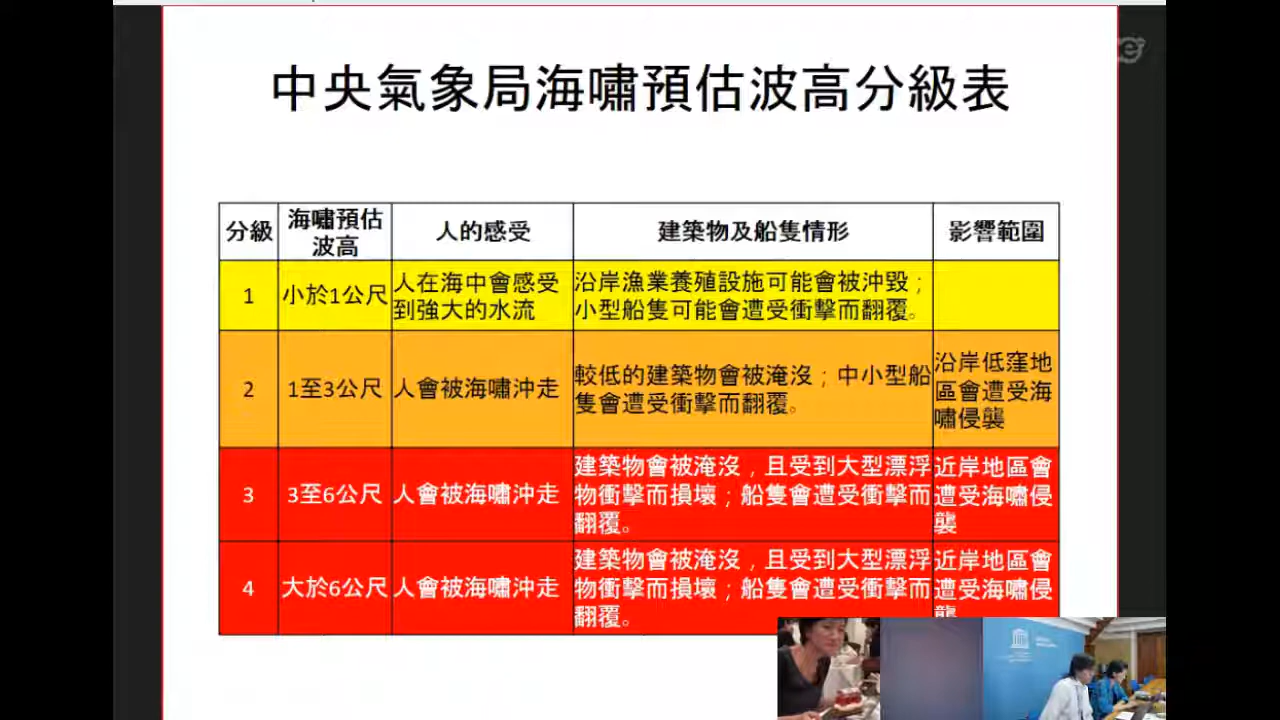 中央氣象局海嘯預估波高分級表
分級
海嘯預估
波高
人的感受
建築物及船隻情形
影響範圍
1
小於1公尺
人在海中會感受
到強大的水流
沿岸漁業養殖設施可能會被沖毀；
小型船隻可能會遭受衝擊而翻覆。
2
1至3公尺
人會被海嘯沖走
較低的建築物會被淹沒；中小型船
隻會遭受衝擊而翻覆。
沿岸低窪地
區會遭受海
嘯侵襲
3
3至6公尺
人會被海嘯沖走
建築物會被淹沒，且受到大型漂浮
物衝擊而損壞；船隻會遭受衝擊而
翻覆。
近岸地區會
遭受海嘯侵
襲
4
大於6公尺
人會被海嘯沖走
建築物會被淹沒，且受到大型漂浮
物衝擊而損壞；船隻會遭受衝擊而
翻覆。
近岸地區會
遭受海嘯侵
襲